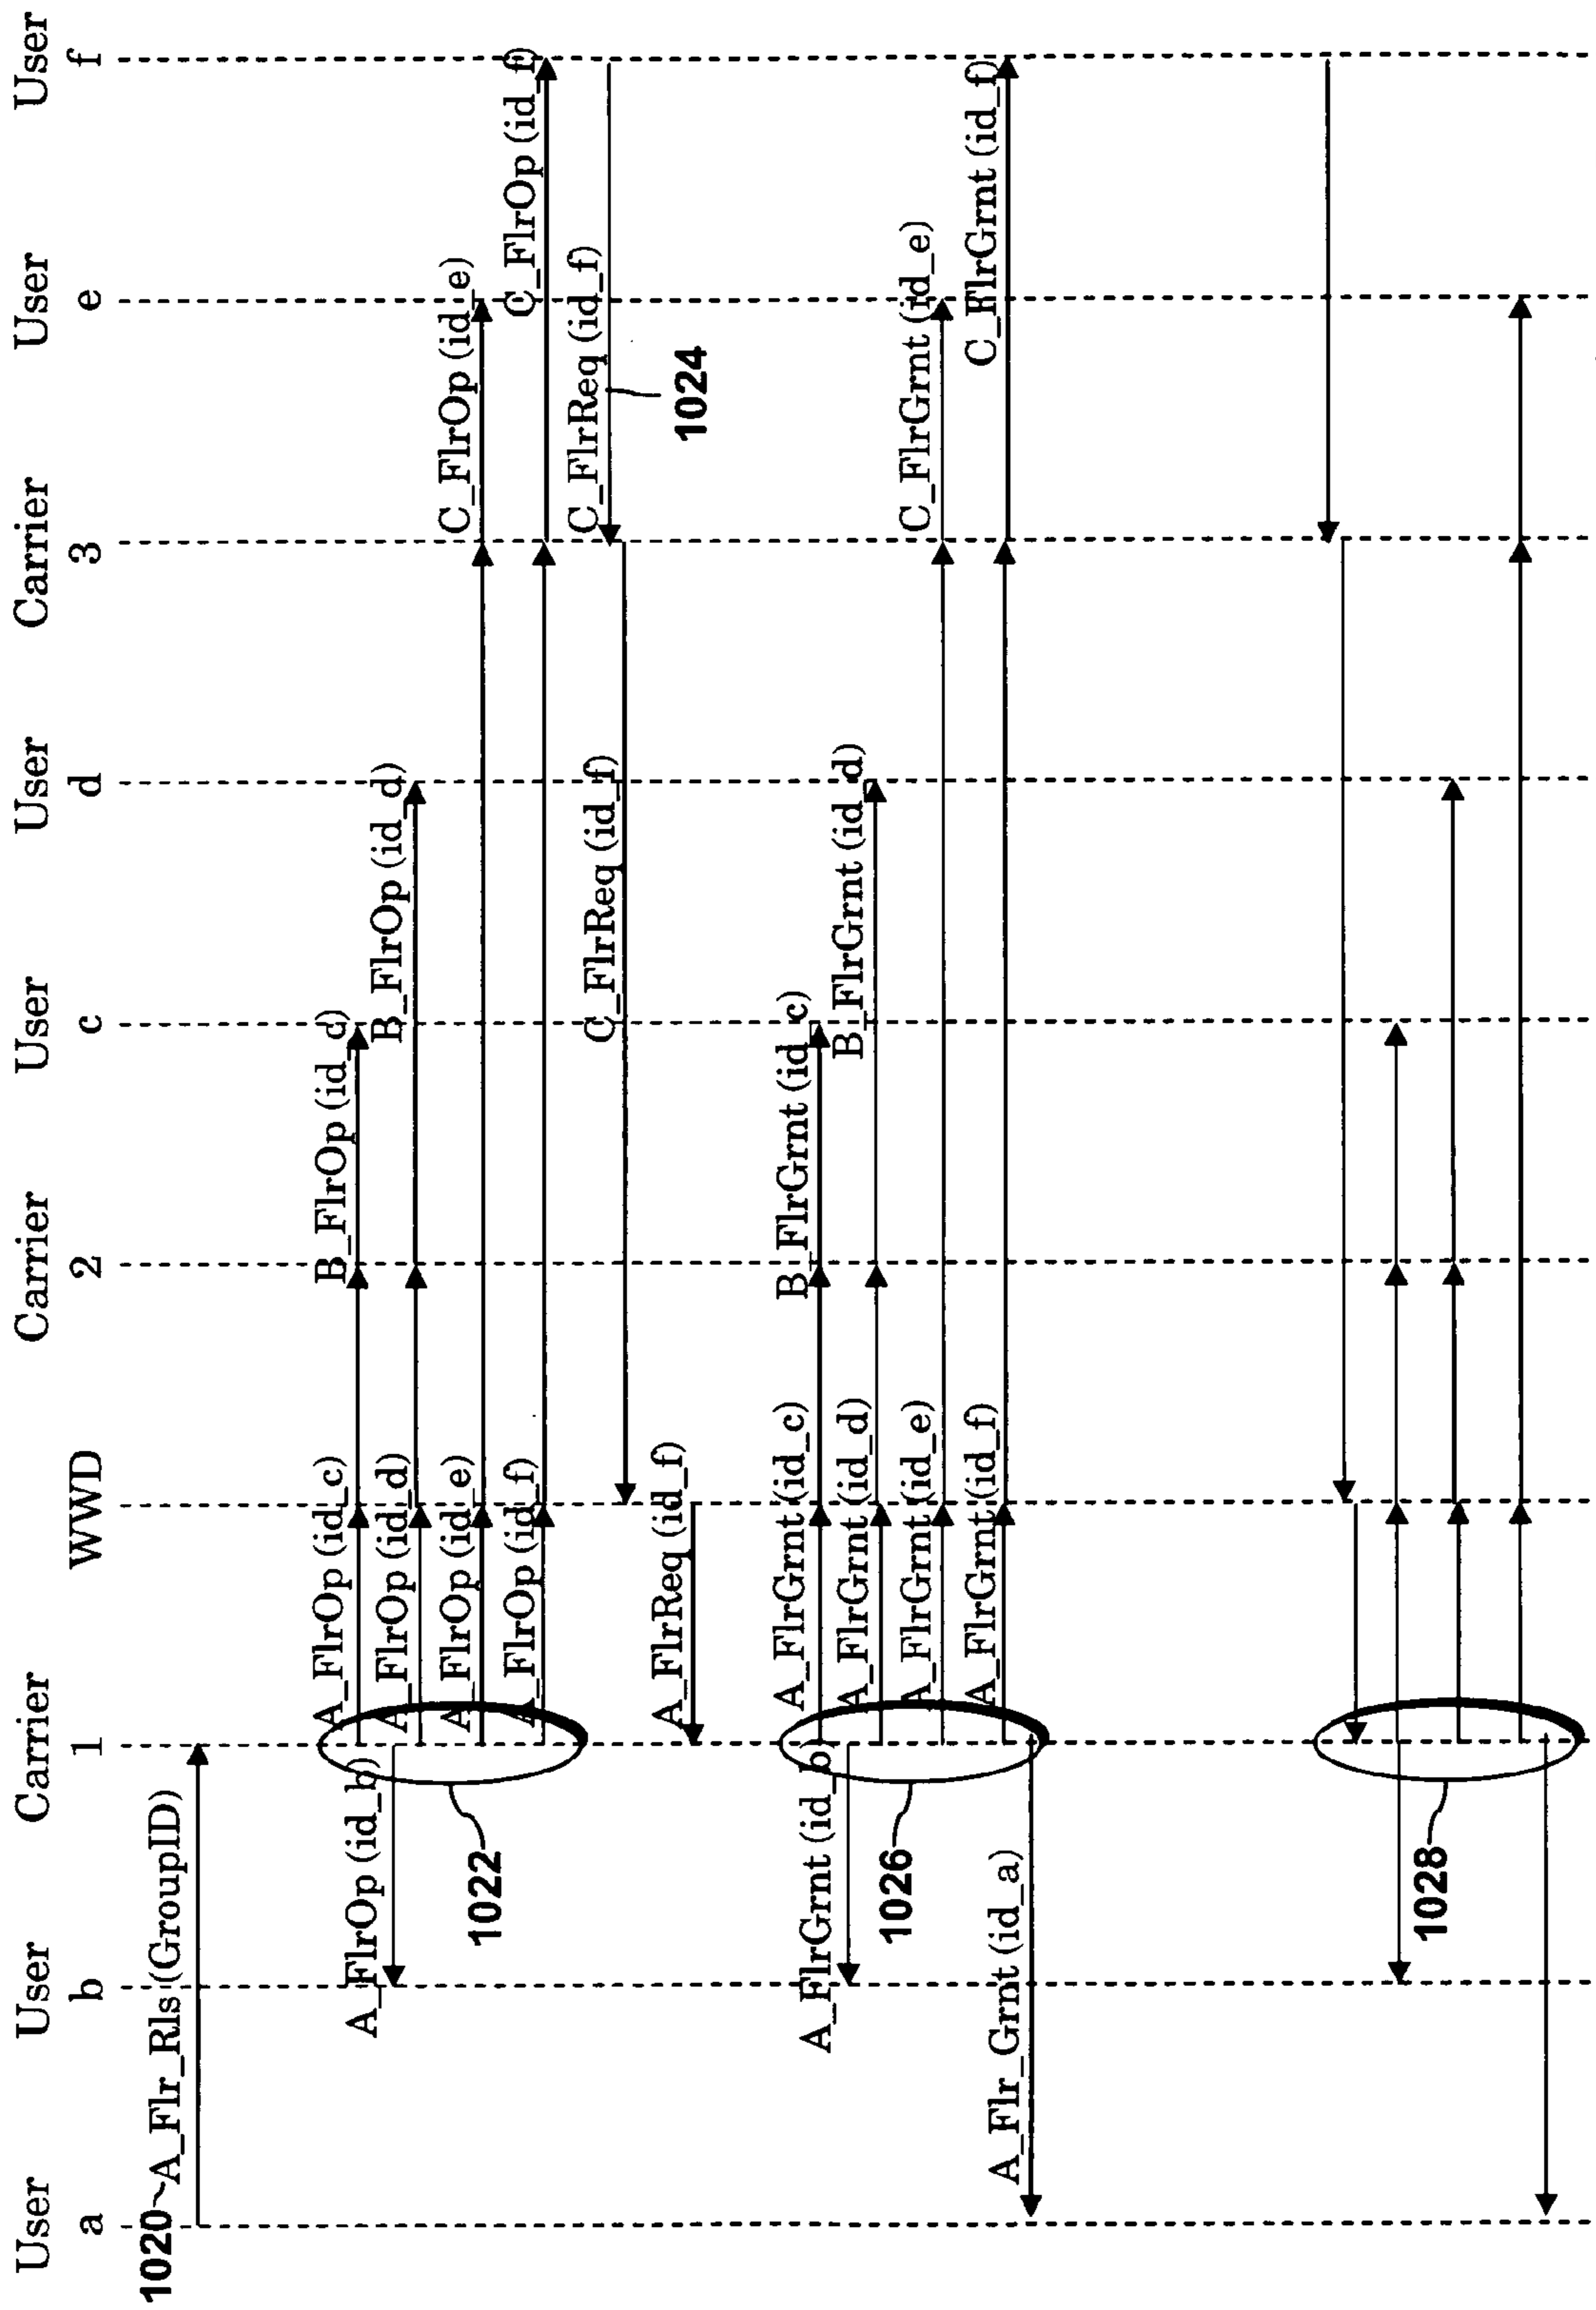 User a
User b
Carrier 1
WWD
Carrier 2
User c
User d
Carrier 3
User e
User f
1020
A_Flr_Rls(GroupID)
A_FlrOp (id_c)
B_FlrOp (id_c)
A_FlrOp (id_b)
A_FlrOp (id_d)
B_FlrOp (id_d)
A_FlrOp (id_e)
C_FlrOp (id_e)
1022
A_FlrOp (id_f)
C_FlrOp (id_f)
C_FlrReq (id_f)
1024
C_FlrReq (id_f)
A_FlrReq (id_f)
A_FlrGrnt (id_c)
B_FlrGrnt (id_c)
A_FlrGrnt (id_b)
A_FlrGrnt (id_d)
B_FlrGrnt (id_d)
1026
A_FlrGrnt (id_e)
C_FlrGrnt (id_e)
A_FlrGrnt (id_f)
C_FlrGrnt (id_f)
A_Flr_Grnt (id_a)
1028